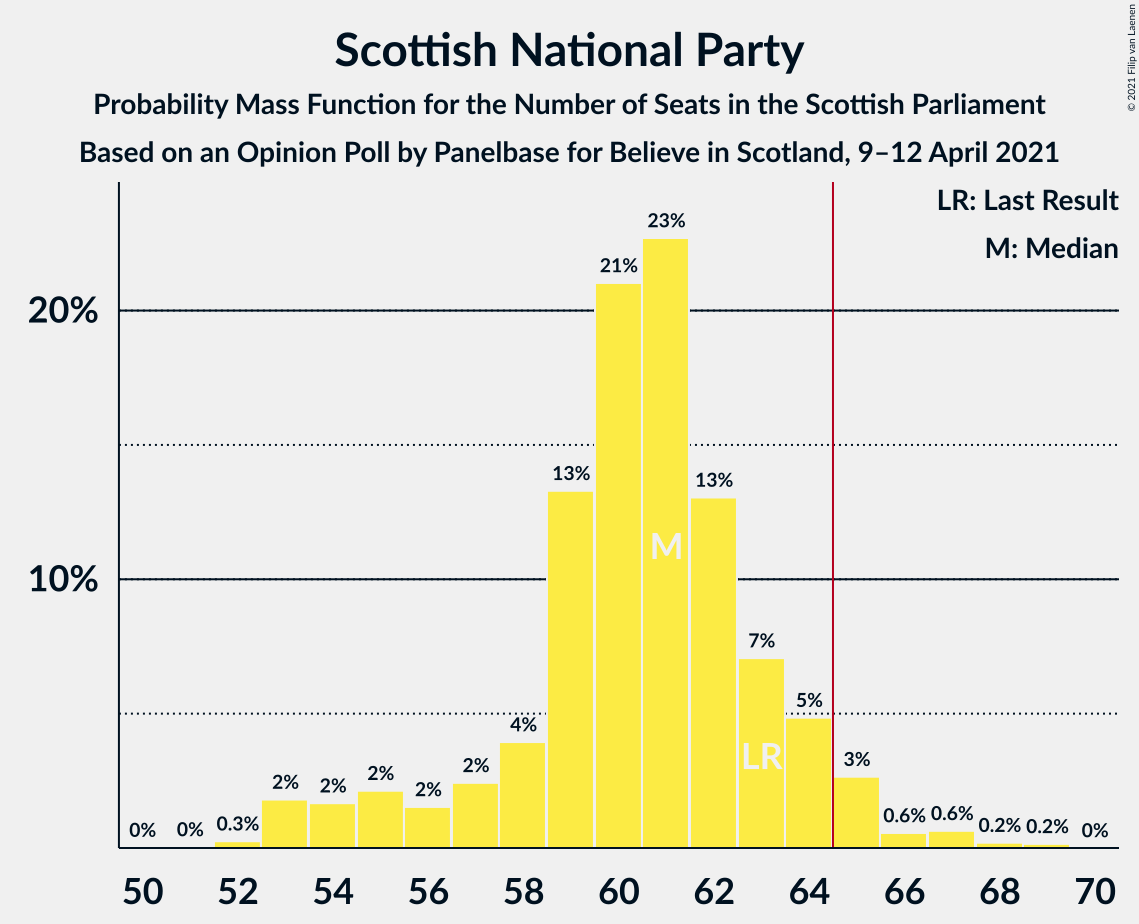 Scottish National Party
Probability Mass Function for the Number of Seats in the Scottish Parliament
Based on an Opinion Poll by Panelbase for Believe in Scotland, 9–12 April 2021
© 2021 Filip van Laenen
LR: Last Result
M: Median
20%
10%
0% 0% 0.3% 2% 2% 2% 2% 2% 4% 13% 21% 23% 13% 7% 5% 3% 0.6% 0.6% 0.2% 0.2% 0%
M
LR
50 52 54 56 58 60 62 64 66 68 70